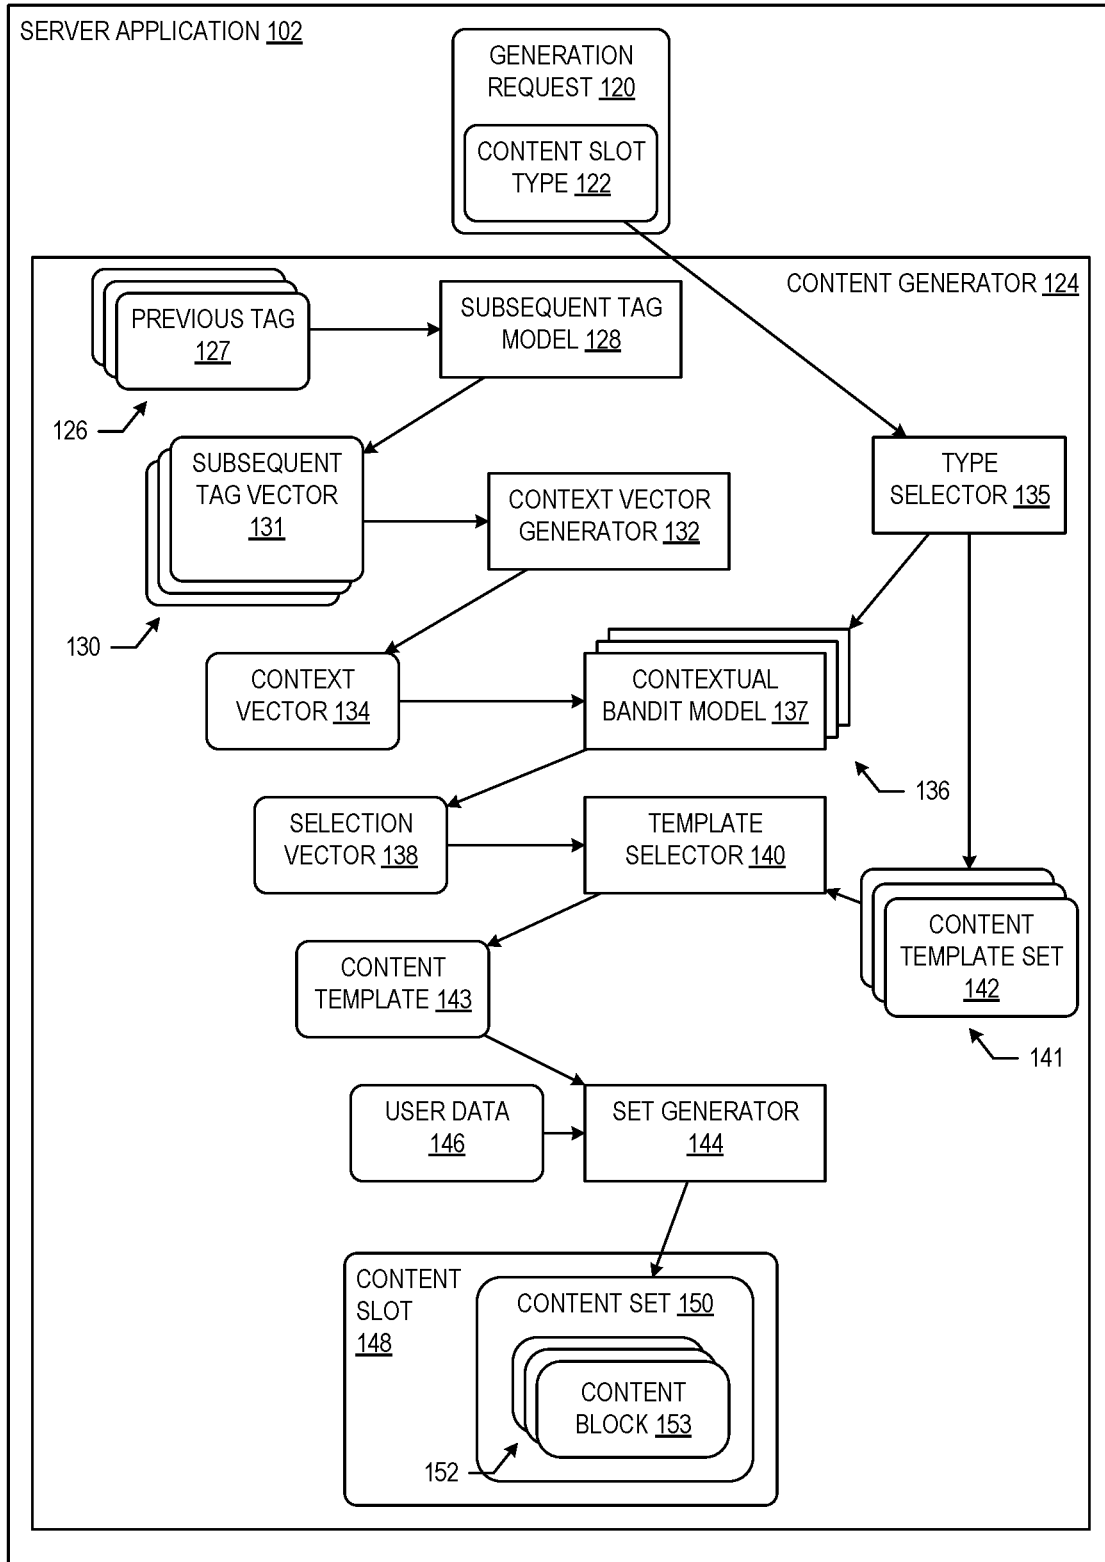 SERVER APPLICATION 102
GENERATION
REQUEST 120
CONTENT SLOT
TYPE 122
CONTENT GENERATOR 124
PREVIOUS TAG
127
SUBSEQUENT TAG
MODEL 128
126
SUBSEQUENT
TAG VECTOR
131
CONTEXT VECTOR
GENERATOR 132
TYPE
SELECTOR 135
130
CONTEXT
VECTOR 134
CONTEXTUAL
BANDIT MODEL 137
136
SELECTION
VECTOR 138
TEMPLATE
SELECTOR 140
CONTENT
TEMPLATE SET
142
CONTENT
TEMPLATE 143
141
USER DATA
146
SET GENERATOR
144
CONTENT
SLOT
148
CONTENT SET 150
CONTENT
BLOCK 153
152